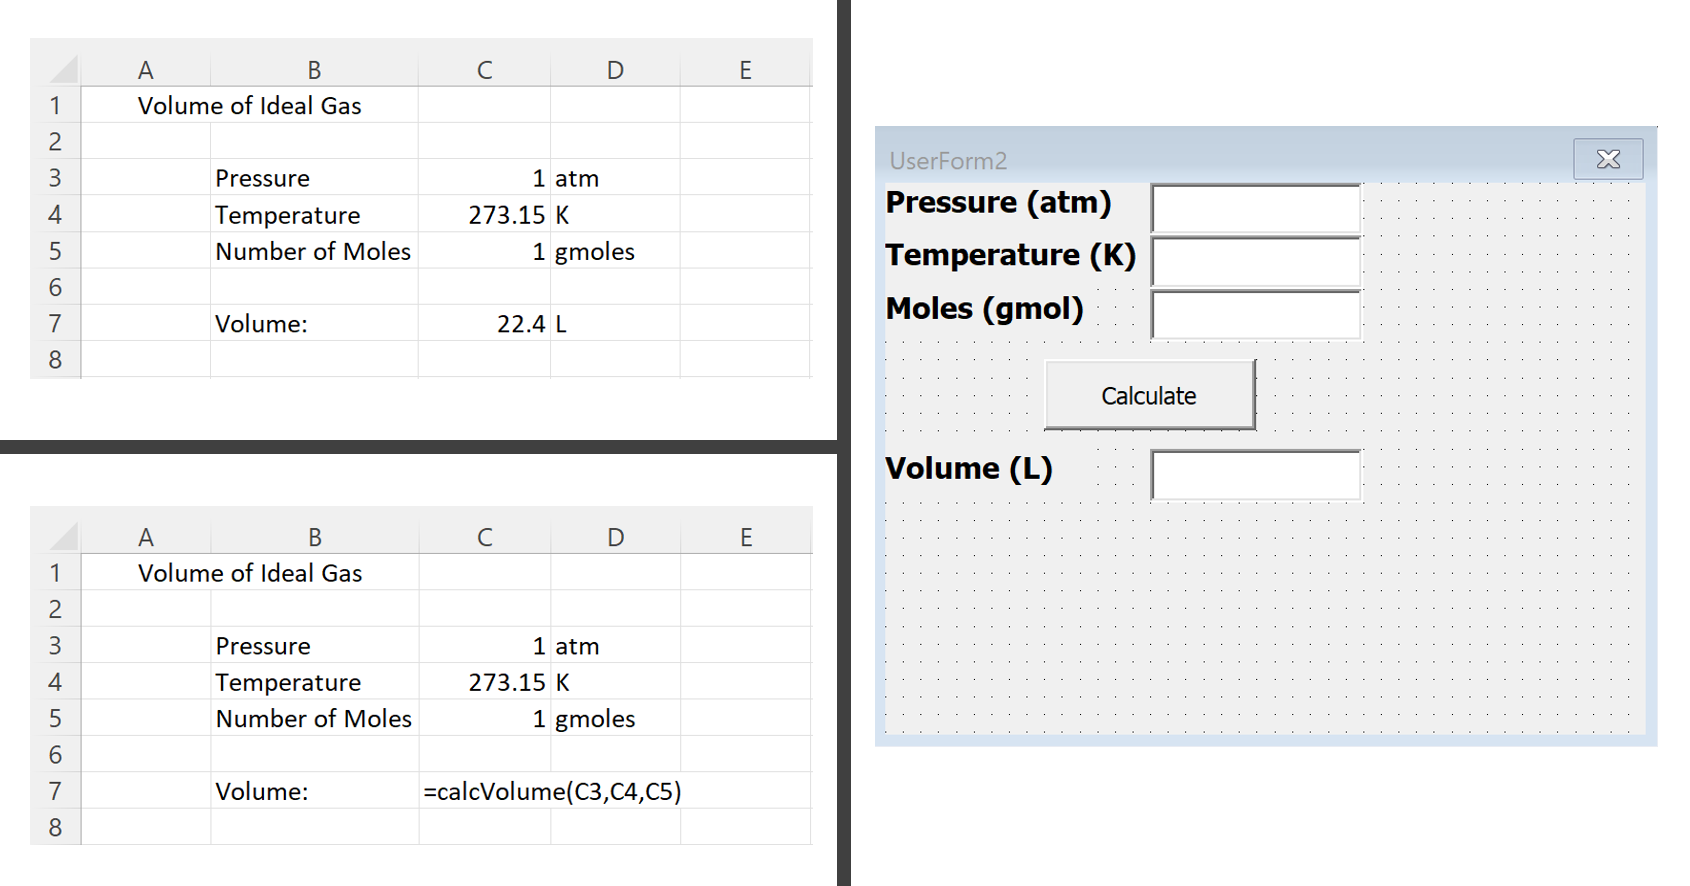 A B C D E
1 Volume of Ideal Gas
2
3 Pressure 1 atm
4 Temperature 273.15 K
5 Number of Moles 1 gmoles
6
7 Volume: 22.4 L
8
A B C D E
1 Volume of Ideal Gas
2
3 Pressure 1 atm
4 Temperature 273.15 K
5 Number of Moles 1 gmoles
6
7 Volume: =calcVolume(C3,C4,C5)
8
UserForm2
Pressure (atm)
Temperature (K)
Moles (gmol)
Calculate
Volume (L)